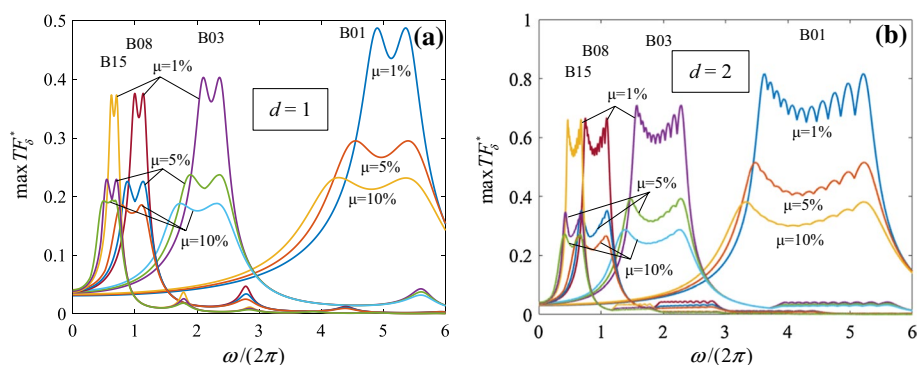 0.5
0.4
0.3
0.2
0.1
0
0 1 2 3 4 5 6
max TF*δ
ω/(2π)
B15
B08
B03
B01
(a)
μ=1%
μ=1%
d = 1
μ=5%
μ=5%
μ=10%
μ=10%
1
0.8
0.6
0.4
0.2
0
0 1 2 3 4 5 6
max TF*δ
ω/(2π)
B15
B08
B03
B01
(b)
d = 2
μ=1%
μ=1%
μ=5%
μ=5%
μ=10%
μ=10%